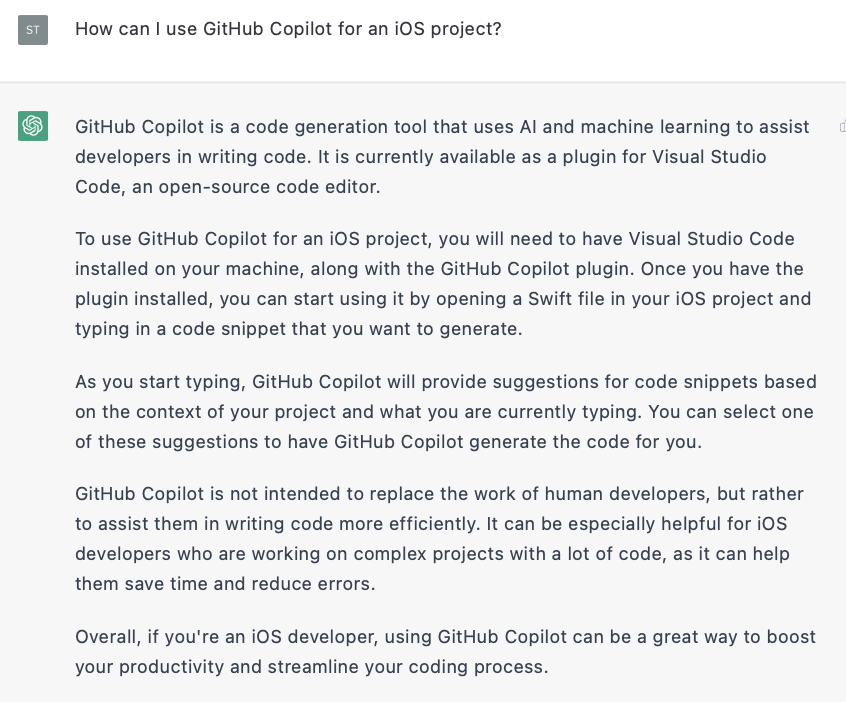 ST
How can I use GitHub Copilot for an iOS project?
GitHub Copilot is a code generation tool that uses AI and machine learning to assist
developers in writing code. It is currently available as a plugin for Visual Studio
Code, an open-source code editor.
To use GitHub Copilot for an iOS project, you will need to have Visual Studio Code
installed on your machine, along with the GitHub Copilot plugin. Once you have the
plugin installed, you can start using it by opening a Swift file in your iOS project and
typing in a code snippet that you want to generate.
As you start typing, GitHub Copilot will provide suggestions for code snippets based
on the context of your project and what you are currently typing. You can select one
of these suggestions to have GitHub Copilot generate the code for you.
GitHub Copilot is not intended to replace the work of human developers, but rather
to assist them in writing code more efficiently. It can be especially helpful for iOS
developers who are working on complex projects with a lot of code, as it can help
them save time and reduce errors.
Overall, if you're an iOS developer, using GitHub Copilot can be a great way to boost
your productivity and streamline your coding process.